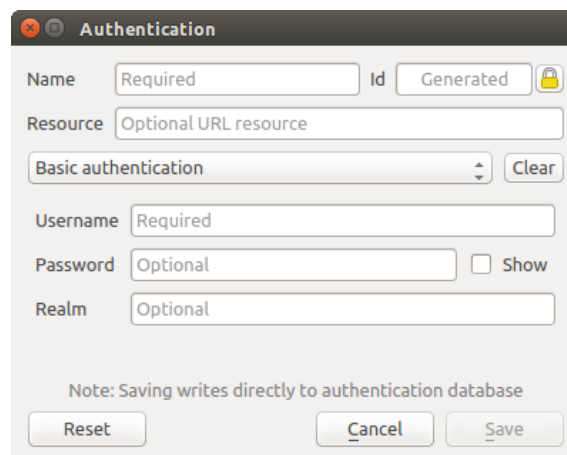 Authentication
Name Required Id Generated
Resource Optional URL resource
Basic authentication Clear
Username Required
Password Optional Show
Realm Optional
Note: Saving writes directly to authentication database
Reset Cancel Save